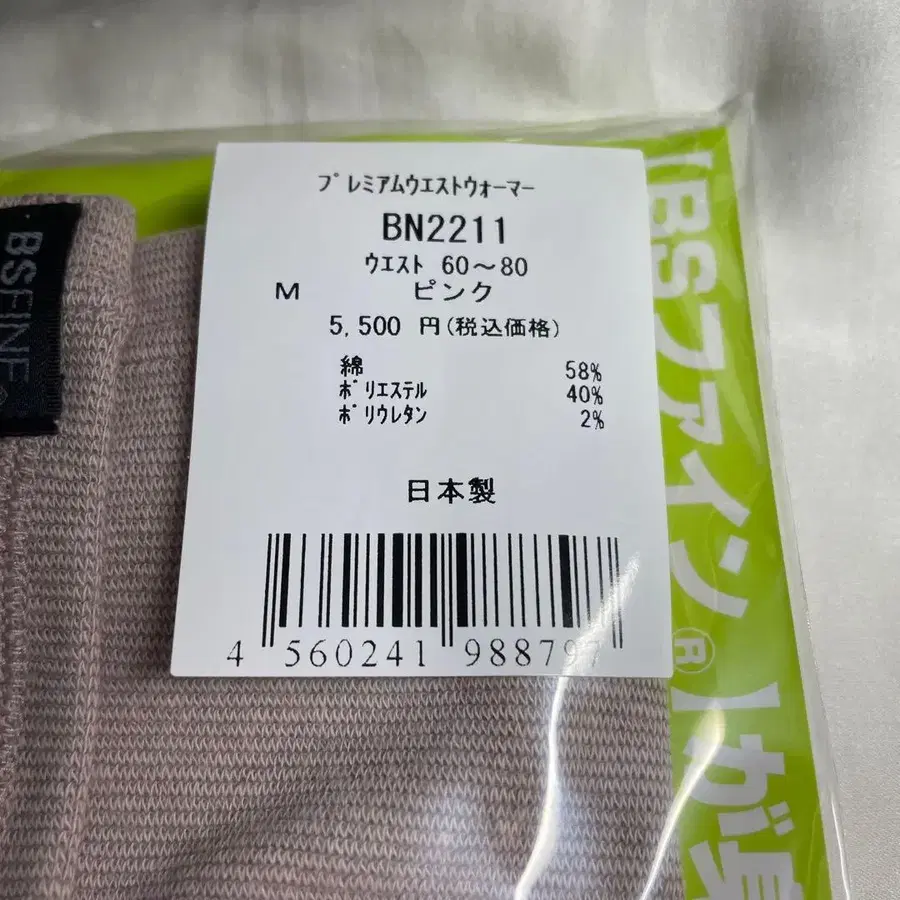 プレミアムウエストウォーマー
BN2211
ウエスト 60～80
M ピンク
5,500 円(税込価格)
綿 58%
ポリエステル 40%
ポリウレタン 2%
日本製
4 560241 988797
BSFINE
【BSファイン®】が身